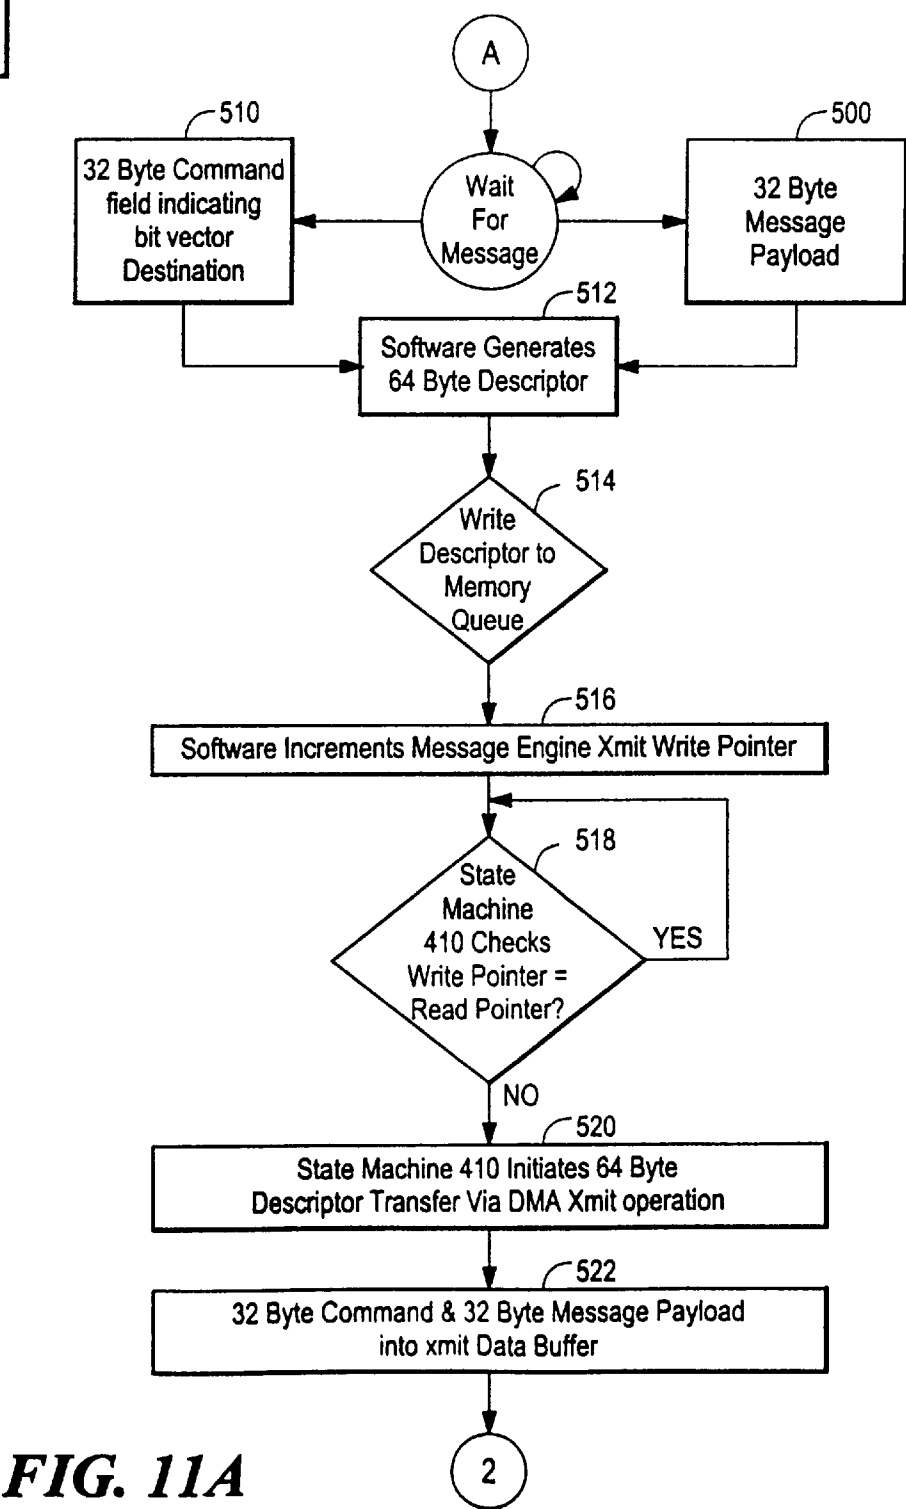 A
510
500
32 Byte Command
field indicating
bit vector
Destination
Wait
For
Message
32 Byte
Message
Payload
512
Software Generates
64 Byte Descriptor
514
Write
Descriptor to
Memory
Queue
516
Software Increments Message Engine Xmit Write Pointer
518
State
Machine
410 Checks
Write Pointer =
Read Pointer?
YES
NO
520
State Machine 410 Initiates 64 Byte
Descriptor Transfer Via DMA Xmit operation
522
32 Byte Command & 32 Byte Message Payload
into xmit Data Buffer
2
FIG. 11A